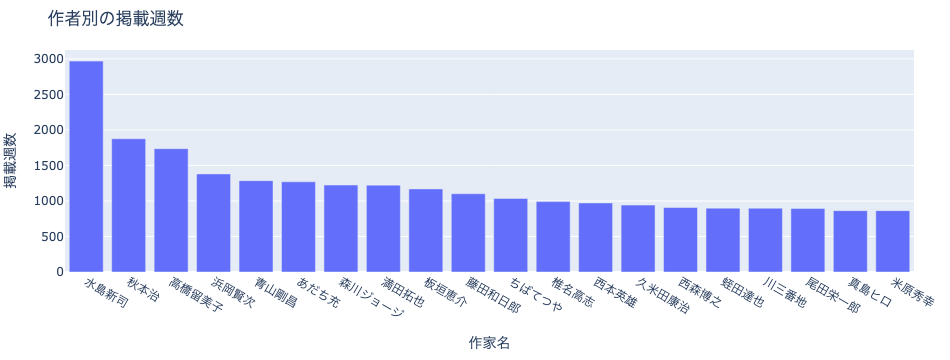 作者別の掲載週数
掲載週数
3000
2500
2000
1500
1000
500
0
水島新司
秋本治
高橋留美子
浜岡賢次
青山剛昌
あだち充
森川ジョージ
満田拓也
板垣恵介
藤田和日郎
ちばてつや
椎名高志
西本英雄
久米田康治
西森博之
蛭田達也
川三番地
尾田栄一郎
真島ヒロ
米原秀幸
作家名